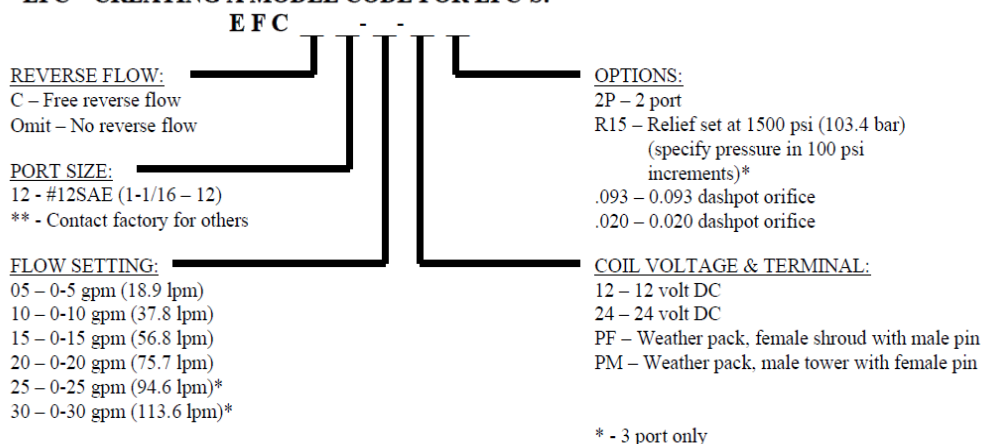 EFC _ _-_-_ _
REVERSE FLOW:
C – Free reverse flow
Omit – No reverse flow
PORT SIZE:
12 - #12SAE (1-1/16 – 12)
** - Contact factory for others
FLOW SETTING:
05 – 0-5 gpm (18.9 lpm)
10 – 0-10 gpm (37.8 lpm)
15 – 0-15 gpm (56.8 lpm)
20 – 0-20 gpm (75.7 lpm)
25 – 0-25 gpm (94.6 lpm)*
30 – 0-30 gpm (113.6 lpm)*
OPTIONS:
2P – 2 port
R15 – Relief set at 1500 psi (103.4 bar)
(specify pressure in 100 psi
increments)*
.093 – 0.093 dashpot orifice
.020 – 0.020 dashpot orifice
COIL VOLTAGE & TERMINAL:
12 – 12 volt DC
24 – 24 volt DC
PF – Weather pack, female shroud with male pin
PM – Weather pack, male tower with female pin
* - 3 port only